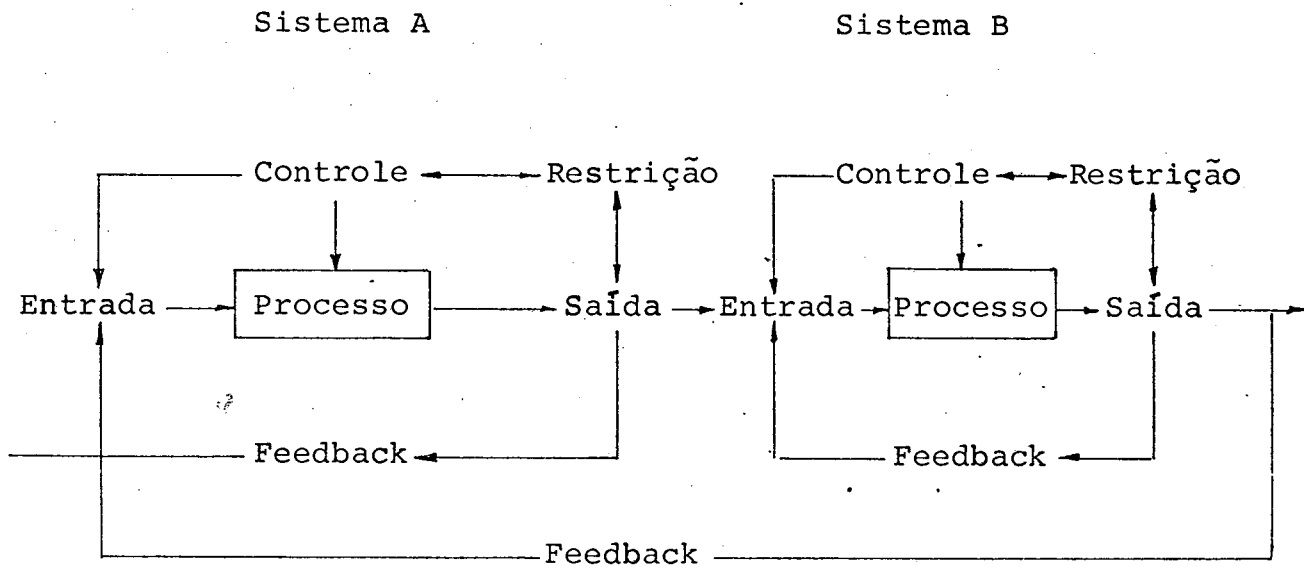 Sistema A Sistema B
Controle Restrição Controle Restrição
Entrada Processo Saída Entrada Processo Saída
Feedback Feedback
Feedback